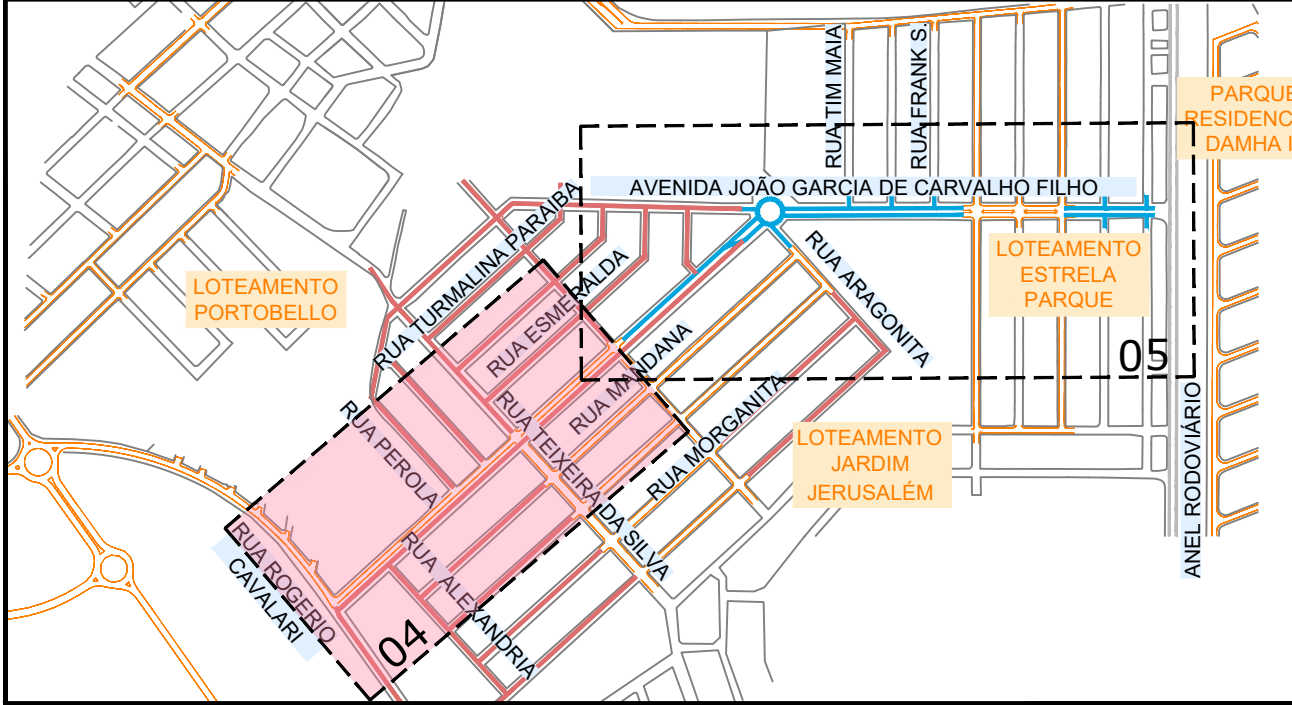 RUA TIM MAIA
RUA FRANK S.
PARQUE
RESIDENC
DAMHA I
AVENIDA JOÃO GARCIA DE CARVALHO FILHO
RUA TURMALINA PARAIBA
RUA ESMERALDA
RUA ARAGONITA
LOTEAMENTO
ESTRELA
PARQUE
LOTEAMENTO
PORTOBELLO
05
RUA MANDANA
RUA MORGANITA
RUA TEIXEIRA DA SILVA
RUA PEROLA
LOTEAMENTO
JARDIM
JERUSALÉM
ANEL RODOVIÁRIO
RUA ROGERIO
CAVALARI
RUA ALEXANDRIA
04